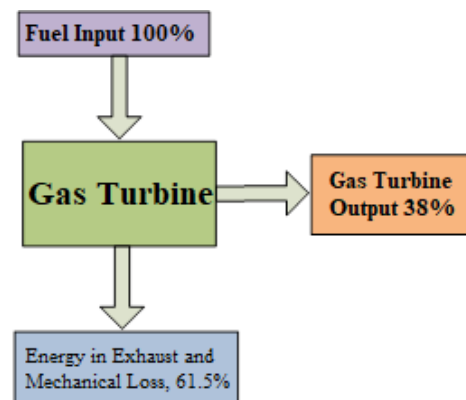 Fuel Input 100%
Gas Turbine
Gas Turbine
Output 38%
Energy in Exhaust and
Mechanical Loss, 61.5%